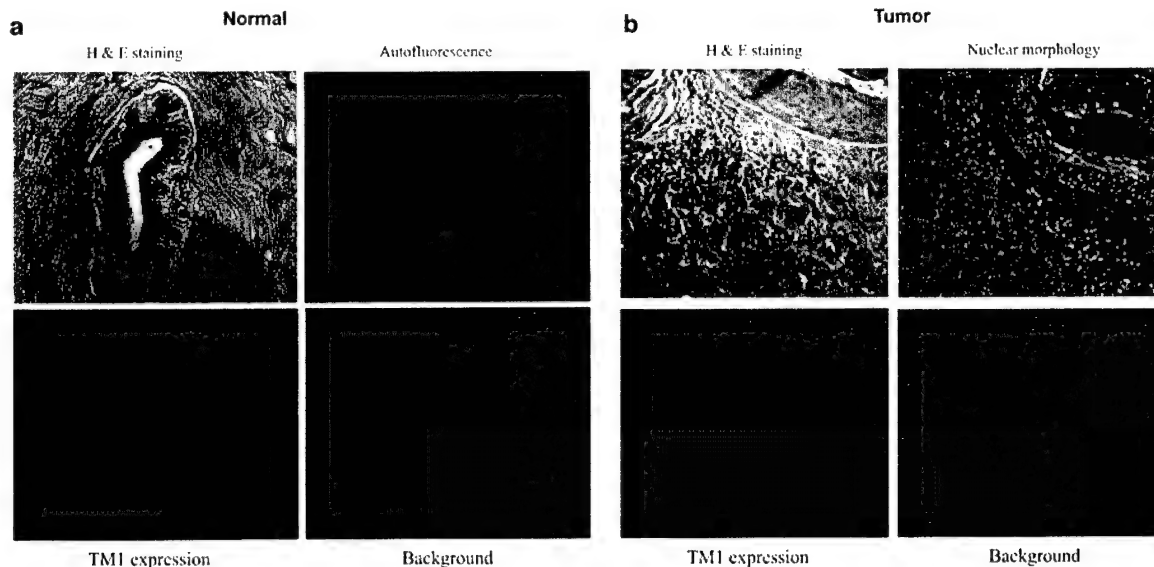 a
Normal
H & E staining
Autofluorescence
TM1 expression
Background
b
Tumor
H & E staining
Nuclear morphology
TM1 expression
Background